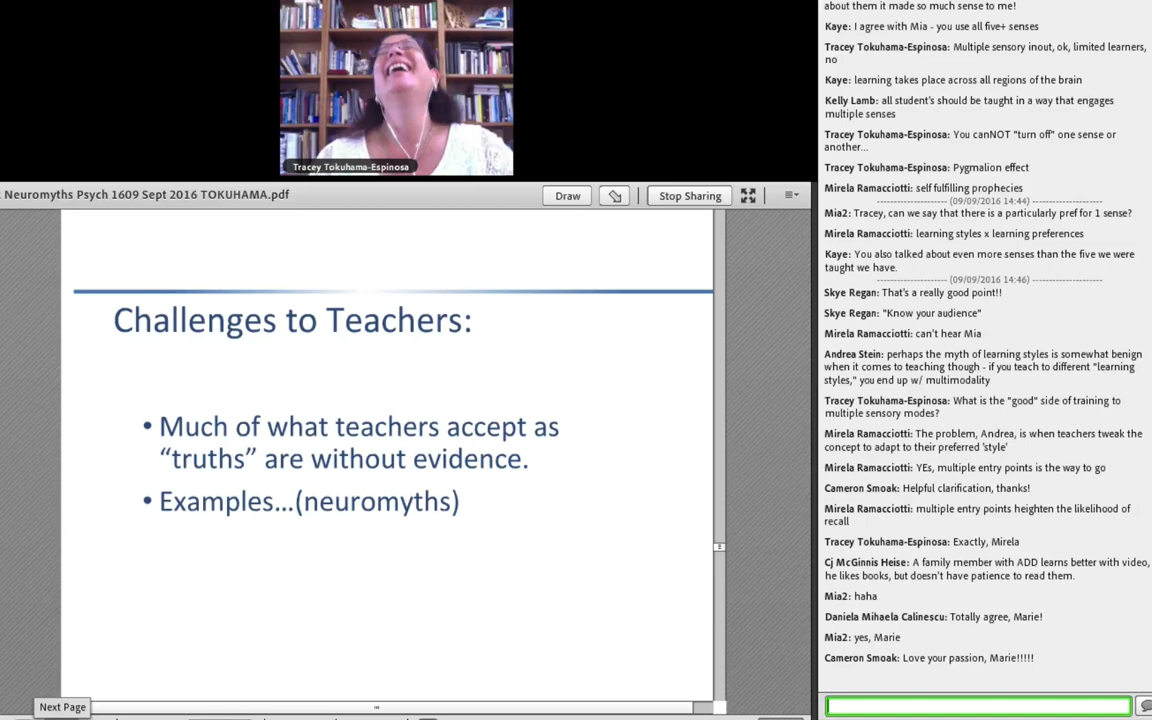 Tracey Tokuhama-Espinosa
Neuromyths Psych 1609 Sept 2016 TOKUHAMA.pdf
Draw
Stop Sharing
Challenges to Teachers:
• Much of what teachers accept as
“truths” are without evidence.
• Examples...(neuromyths)
Next Page
about them it made so much sense to me!
Kaye: I agree with Mia - you use all five+ senses
Tracey Tokuhama-Espinosa: Multiple sensory inout, ok, limited learners,
no
Kaye: learning takes place across all regions of the brain
Kelly Lamb: all student's should be taught in a way that engages
multiple senses
Tracey Tokuhama-Espinosa: You canNOT "turn off" one sense or
another...
Tracey Tokuhama-Espinosa: Pygmalion effect
Mirela Ramacciotti: self fulfilling prophecies
(09/09/2016 14:44)
Mia2: Tracey, can we say that there is a particularly pref for 1 sense?
Mirela Ramacciotti: learning styles x learning preferences
Kaye: You also talked about even more senses than the five we were
taught we have.
(09/09/2016 14:46)
Skye Regan: That's a really good point!!
Skye Regan: "Know your audience"
Mirela Ramacciotti: can't hear Mia
Andrea Stein: perhaps the myth of learning styles is somewhat benign
when it comes to teaching though - if you teach to different "learning
styles," you end up w/ multimodality
Tracey Tokuhama-Espinosa: What is the "good" side of training to
multiple sensory modes?
Mirela Ramacciotti: The problem, Andrea, is when teachers tweak the
concept to adapt to their preferred 'style'
Mirela Ramacciotti: YEs, multiple entry points is the way to go
Cameron Smoak: Helpful clarification, thanks!
Mirela Ramacciotti: multiple entry points heighten the likelihood of
recall
Tracey Tokuhama-Espinosa: Exactly, Mirela
Cj McGinnis Heise: A family member with ADD learns better with video,
he likes books, but doesn't have patience to read them.
Mia2: haha
Daniela Mihaela Calinescu: Totally agree, Marie!
Mia2: yes, Marie
Cameron Smoak: Love your passion, Marie!!!!!